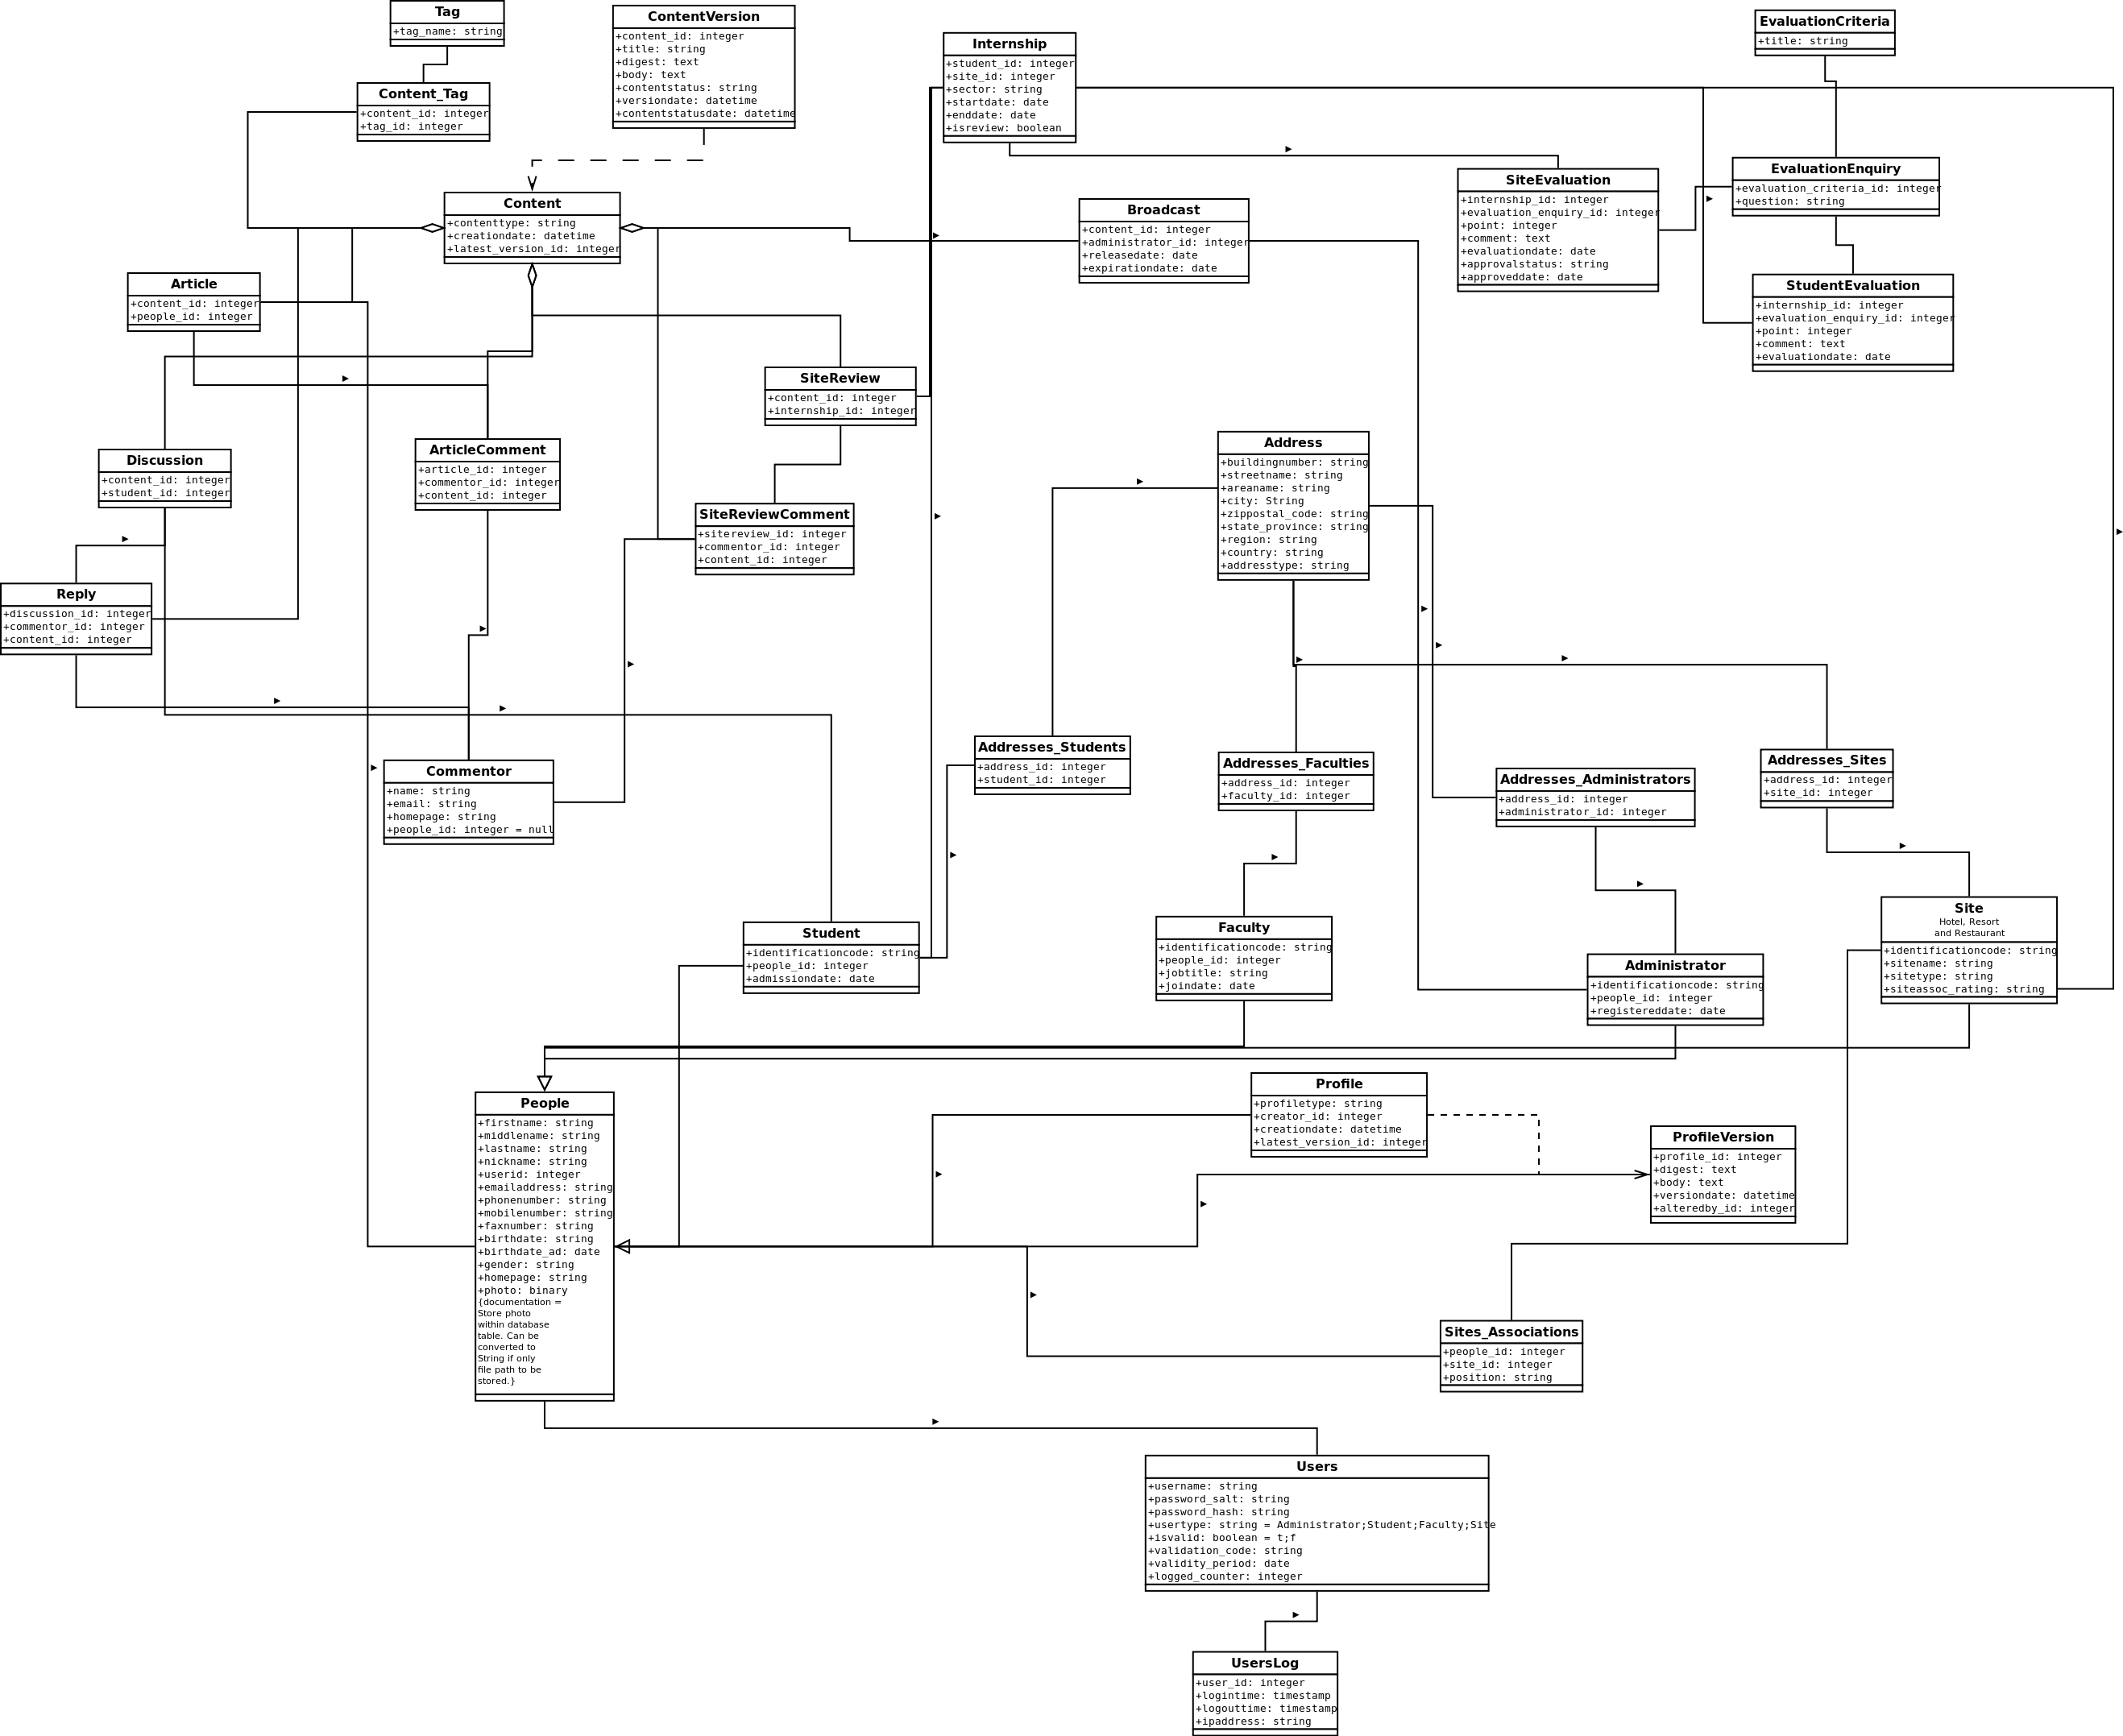 Tag
+tag_name: string
ContentVersion
+content_id: integer
+title: string
+digest: text
+body: text
+contentstatus: string
+versiondate: datetime
+contentstatusdate: datetime
Internship
+student_id: integer
+site_id: integer
+sector: string
+startdate: date
+enddate: date
+isreview: boolean
EvaluationCriteria
+title: string
Content_Tag
+content_id: integer
+tag_id: integer
Content
+contenttype: string
+creationdate: datetime
+latest_version_id: integer
Broadcast
+content_id: integer
+administrator_id: integer
+releasedate: date
+expirationdate: date
SiteEvaluation
+internship_id: integer
+evaluation_enquiry_id: integer
+point: integer
+comment: text
+evaluationdate: date
+approvalstatus: string
+approveddate: date
EvaluationEnquiry
+evaluation_criteria_id: integer
+question: string
StudentEvaluation
+internship_id: integer
+evaluation_enquiry_id: integer
+point: integer
+comment: text
+evaluationdate: date
Article
+content_id: integer
+people_id: integer
SiteReview
+content_id: integer
+internship_id: integer
Discussion
+content_id: integer
+student_id: integer
ArticleComment
+article_id: integer
+commentor_id: integer
+content_id: integer
SiteReviewComment
+sitereview_id: integer
+commentor_id: integer
+content_id: integer
Address
+buildingnumber: string
+streetname: string
+areaname: string
+city: String
+zippostal_code: string
+state_province: string
+region: string
+country: string
+addresstype: string
Reply
+discussion_id: integer
+commentor_id: integer
+content_id: integer
Commentor
+name: string
+email: string
+homepage: string
+people_id: integer = null
Addresses_Students
+address_id: integer
+student_id: integer
Addresses_Faculties
+address_id: integer
+faculty_id: integer
Addresses_Administrators
+address_id: integer
+administrator_id: integer
Addresses_Sites
+address_id: integer
+site_id: integer
Student
+identificationcode: string
+people_id: integer
+admissiondate: date
Faculty
+identificationcode: string
+people_id: integer
+jobtitle: string
+joindate: date
Administrator
+identificationcode: string
+people_id: integer
+registereddate: date
Site
Hotel, Resort
and Restaurant
+identificationcode: string
+sitename: string
+sitetype: string
+siteassoc_rating: string
People
+firstname: string
+middlename: string
+lastname: string
+nickname: string
+userid: integer
+emailaddress: string
+phonenumber: string
+mobilenumber: string
+faxnumber: string
+birthdate: string
+birthdate_ad: date
+gender: string
+homepage: string
+photo: binary
{documentation =
Store photo
within database
table. Can be
converted to
String if only
file path to be
stored.}
Profile
+profiletype: string
+creator_id: integer
+creationdate: datetime
+latest_version_id: integer
ProfileVersion
+profile_id: integer
+digest: text
+body: text
+versiondate: datetime
+alteredby_id: integer
Sites_Associations
+people_id: integer
+site_id: integer
+position: string
Users
+username: string
+password_salt: string
+password_hash: string
+usertype: string = Administrator;Student;Faculty;Site
+isvalid: boolean = t;f
+validation_code: string
+validity_period: date
+logged_counter: integer
UsersLog
+user_id: integer
+logintime: timestamp
+logouttime: timestamp
+ipaddress: string